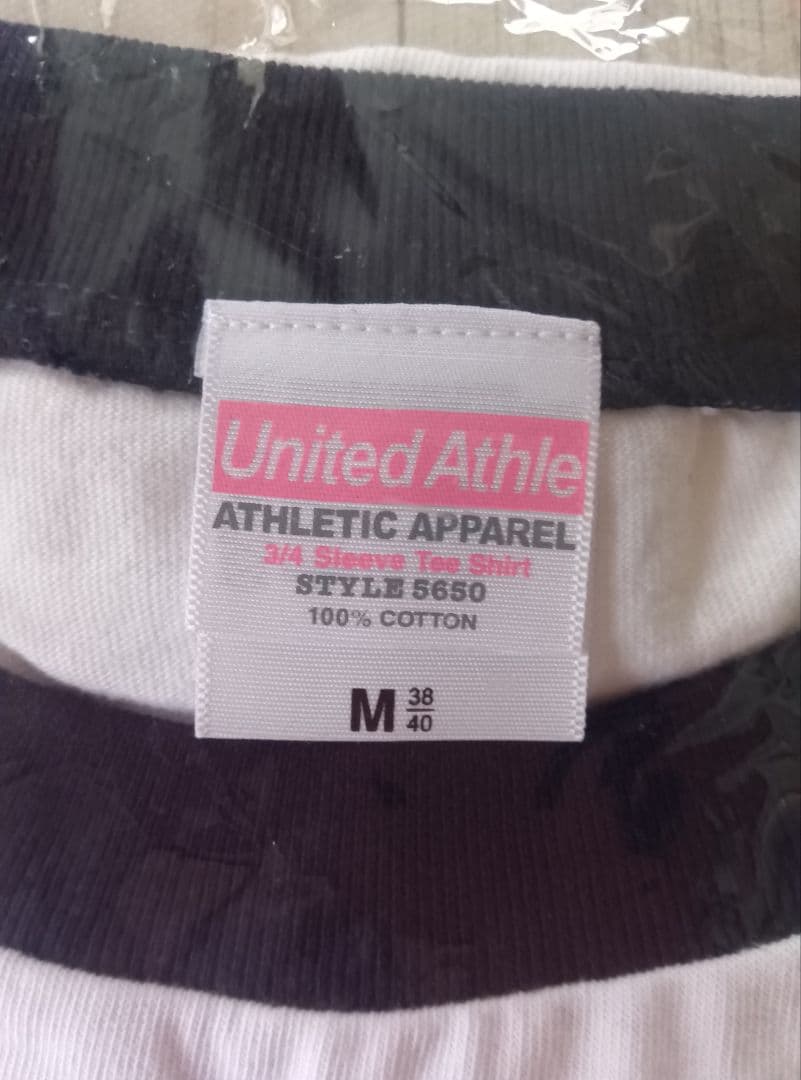 United Athle
ATHLETIC APPAREL
3/4 Sleeve Tee Shirt
STYLE 5650
100% COTTON
M 38/40